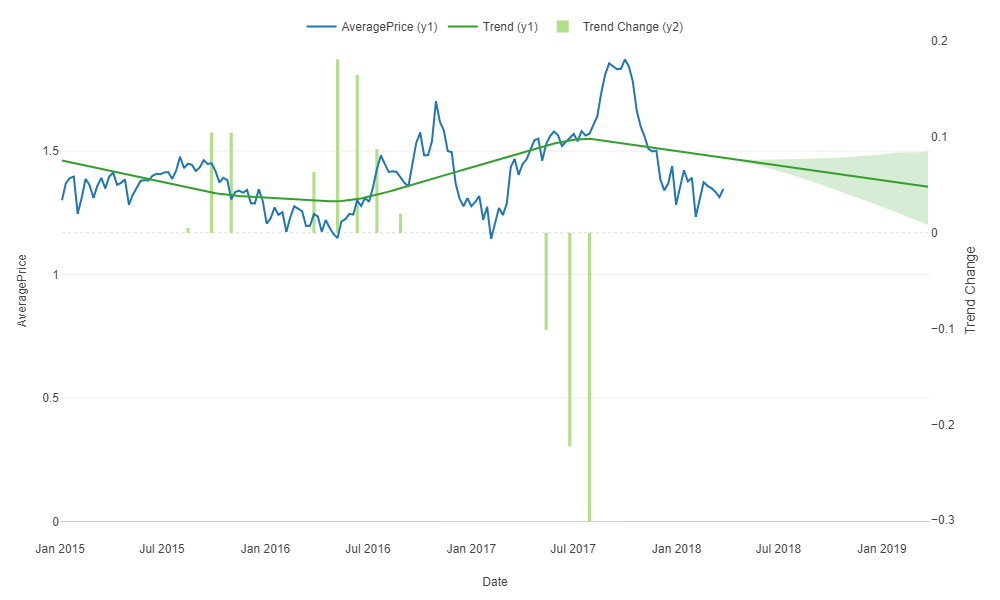 AveragePrice (y1) Trend (y1) Trend Change (y2)
0.2
1.5
0.1
0
1
−0.1
0.5
−0.2
0
−0.3
AveragePrice
Trend Change
Jan 2015 Jul 2015 Jan 2016 Jul 2016 Jan 2017 Jul 2017 Jan 2018 Jul 2018 Jan 2019
Date